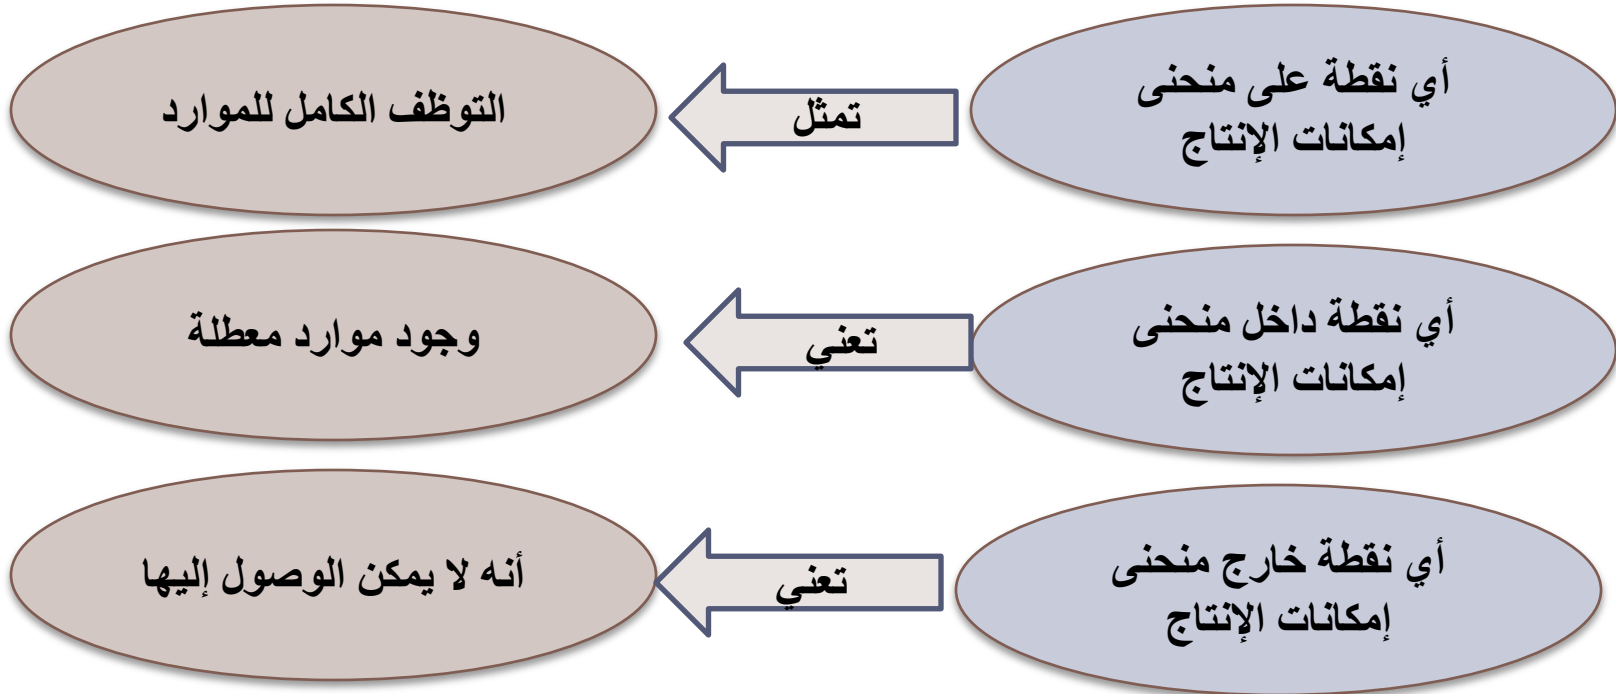 أي نقطة على منحنى
إمكانات الإنتاج
تمثل
التوظف الكامل للموارد
أي نقطة داخل منحنى
إمكانات الإنتاج
تعني
وجود موارد معطلة
أي نقطة خارج منحنى
إمكانات الإنتاج
تعني
أنه لا يمكن الوصول إليها